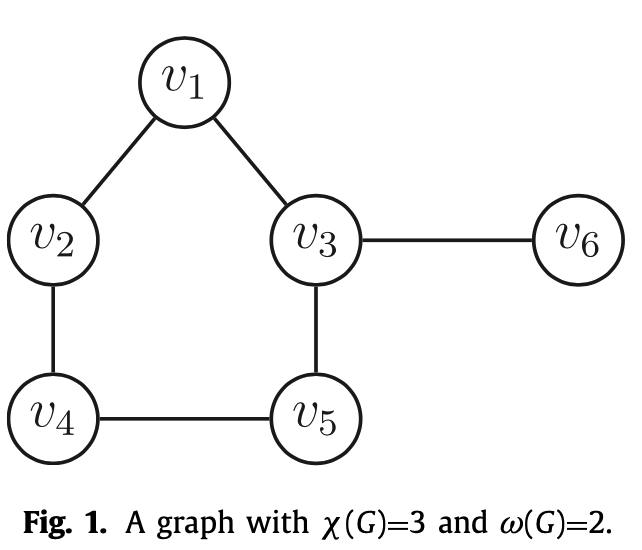 v1
v2
v3
v6
v4
v5
Fig. 1. A graph with χ(G)=3 and ω(G)=2.